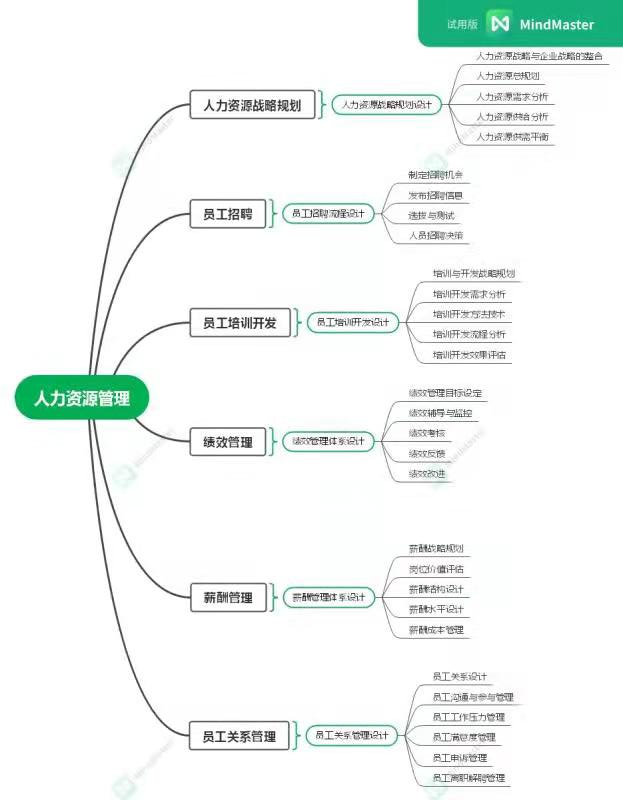 试用版 MindMaster
人力资源管理
人力资源战略规划
人力资源战略规划设计
人力资源战略与企业战略的整合
人力资源总规划
人力资源需求分析
人力资源供给分析
人力资源供需平衡
员工招聘
员工招聘流程设计
制定招聘机会
发布招聘信息
选拔与测试
人员招聘决策
员工培训开发
员工培训开发设计
培训与开发战略规划
培训开发需求分析
培训开发方法技术
培训开发流程分析
培训开发效果评估
绩效管理
绩效管理体系设计
绩效管理目标设定
绩效辅导与监控
绩效考核
绩效反馈
绩效改进
薪酬管理
薪酬管理体系设计
薪酬战略规划
岗位价值评估
薪酬结构设计
薪酬水平设计
薪酬成本管理
员工关系管理
员工关系管理设计
员工关系设计
员工沟通与参与管理
员工工作压力管理
员工满意度管理
员工申诉管理
员工离职解聘管理
MindMaster
MindMaster
MindMaster
MindMaster
MindMaster
MindMaster